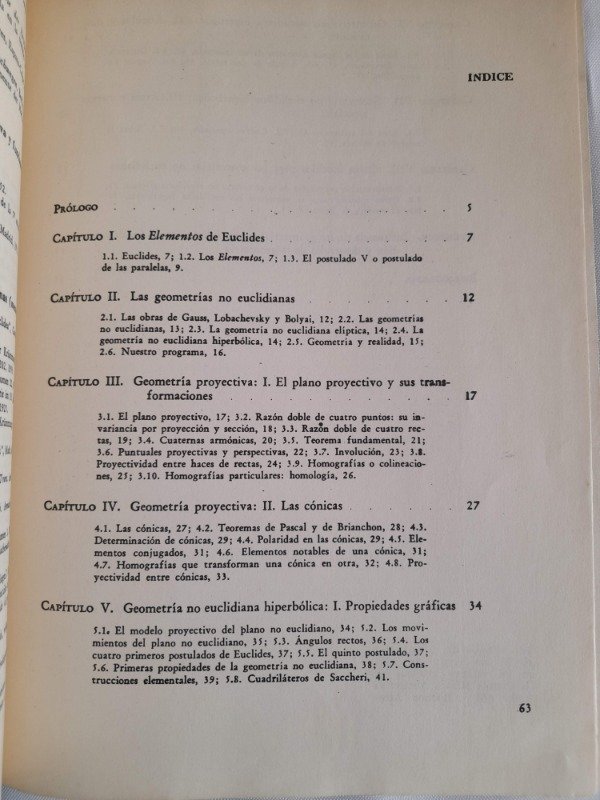 INDICE
PRÓLOGO . . . . . . . . . . . . . . 5
CAPÍTULO I. Los Elementos de Euclides . . . . . . . 7
1.1. Euclides, 7; 1.2. Los Elementos, 7; 1.3. El postulado V o postulado
de las paralelas, 9.
CAPÍTULO II. Las geometrías no euclidianas . . . . . . 12
2.1. Las obras de Gauss, Lobachevsky y Bolyai, 12; 2.2. Las geometrías
no euclidianas, 13; 2.3. La geometría no euclidiana elíptica, 14; 2.4. La
geometría no euclidiana hiperbólica, 14; 2.5. Geometria y realidad, 15;
2.6. Nuestro programa, 16.
CAPÍTULO III. Geometría proyectiva: I. El plano proyectivo y sus trans-
formaciones . . . . . . . . . 17
3.1. El plano proyectivo, 17; 3.2. Razón doble de cuatro puntos: su in-
variancia por proyección y sección, 18; 3.3. Razón doble de cuatro rec-
tas, 19; 3.4. Cuaternas armónicas, 20; 3.5. Teorema fundamental, 21;
3.6. Puntuales proyectivas y perspectivas, 22; 3.7. Involución, 23; 3.8.
Proyectividad entre haces de rectas, 24; 3.9. Homografías o colineacio-
nes, 25; 3.10. Homografías particulares: homología, 26.
CAPÍTULO IV. Geometría proyectiva: II. Las cónicas . . . . 27
4.1. Las cónicas, 27; 4.2. Teoremas de Pascal y de Brianchon, 28; 4.3.
Determinación de cónicas, 29; 4.4. Polaridad en las cónicas, 29; 4.5. Ele-
mentos conjugados, 31; 4.6. Elementos notables de una cónica, 31;
4.7. Homografías que transforman una cónica en otra, 32; 4.8. Pro-
yectividad entre cónicas, 33.
CAPÍTULO V. Geometría no euclidiana hiperbólica: I. Propiedades gráficas 34
5.1. El modelo proyectivo del plano no euclidiano, 34; 5.2. Los movi-
mientos del plano no euclidiano, 35; 5.3. Ángulos rectos, 36; 5.4. Los
cuatro primeros postulados de Euclides, 37; 5.5. El quinto postulado, 37;
5.6. Primeras propiedades de la geometría no euclidiana, 38; 5.7. Cons-
trucciones elementales, 39; 5.8. Cuadriláteros de Saccheri, 41.
63